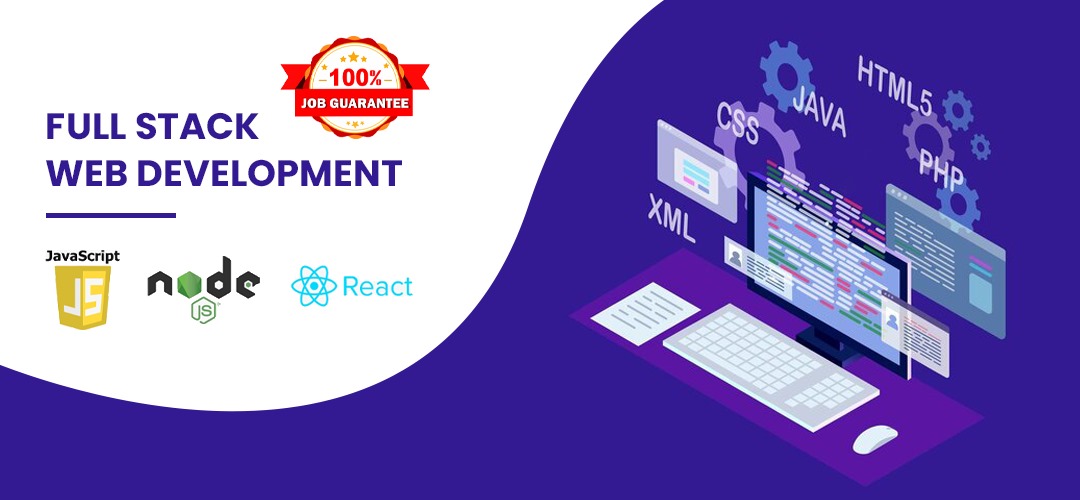 100%
JOB GUARANTEE
FULL STACK
WEB DEVELOPMENT
JavaScript
JS
node
JS
React
HTML5
JAVA
CSS
PHP
XML